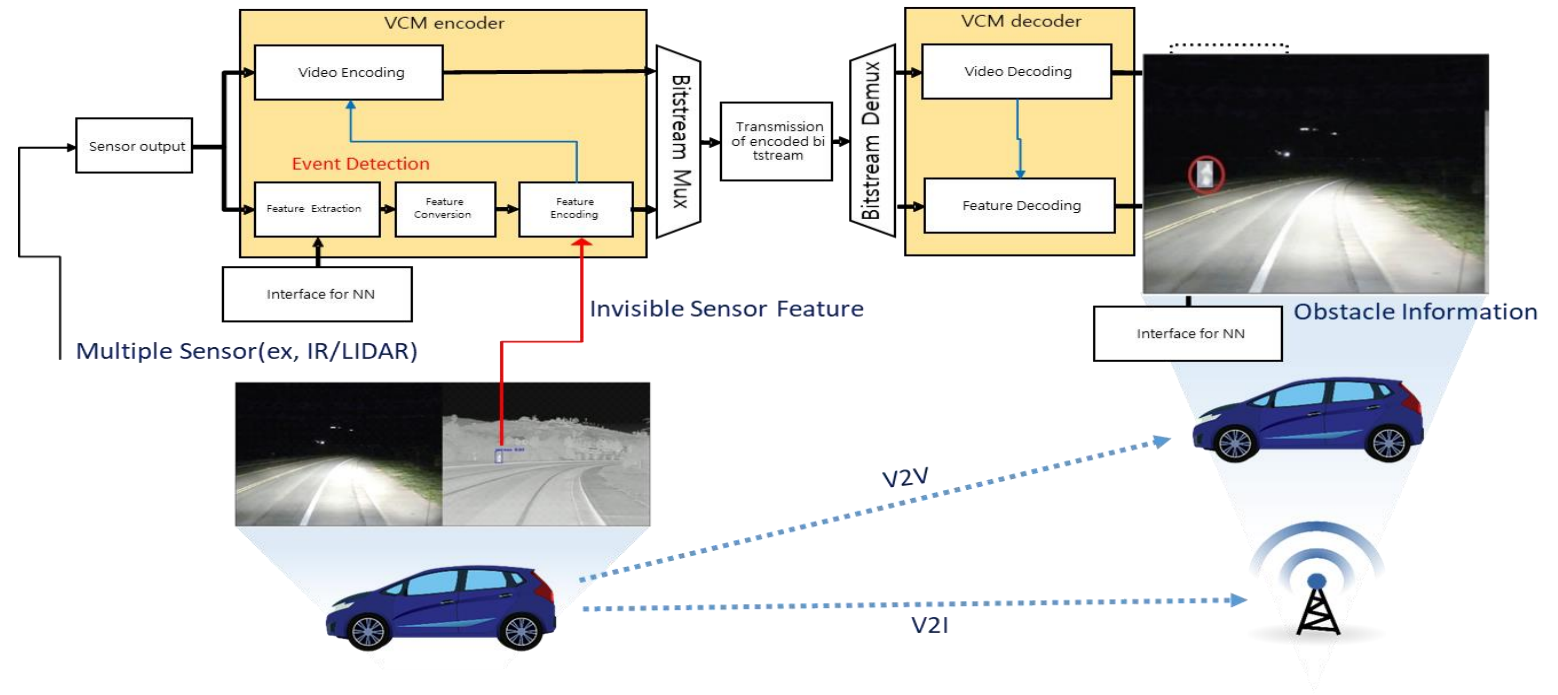 VCM encoder
Video Encoding
Sensor output
Event Detection
Feature Extraction
Feature
Conversion
Feature
Encoding
Interface for NN
Bitstream Mux
Transmission
of encoded bi
tstream
Bitstream Demux
VCM decoder
Video Decoding
Feature Decoding
Interface for NN
Obstacle Information
Invisible Sensor Feature
Multiple Sensor(ex, IR/LIDAR)
V2V
V2I